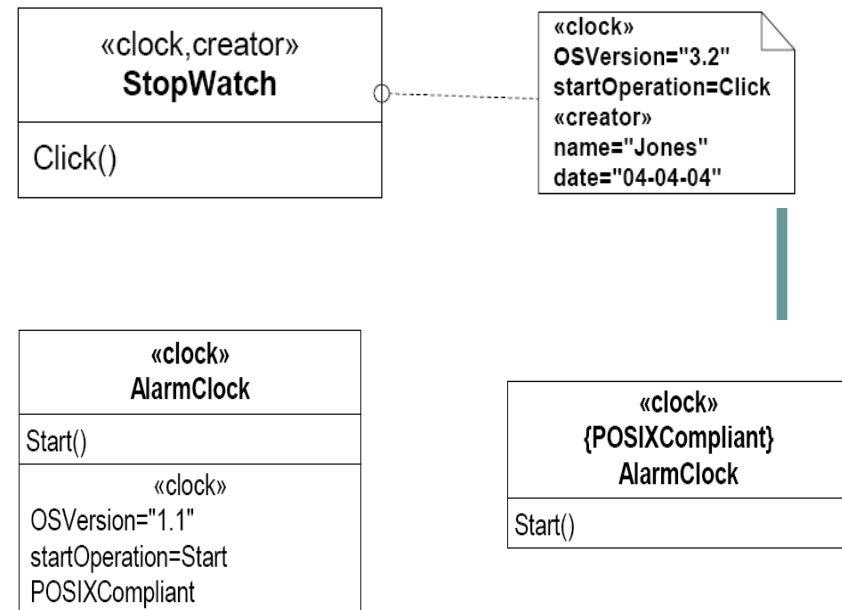 «clock,creator»
StopWatch
Click()
«clock»
OSVersion="3.2"
startOperation=Click
«creator»
name="Jones"
date="04-04-04"
«clock»
AlarmClock
Start()
«clock»
OSVersion="1.1"
startOperation=Start
POSIXCompliant
«clock»
{POSIXCompliant}
AlarmClock
Start()